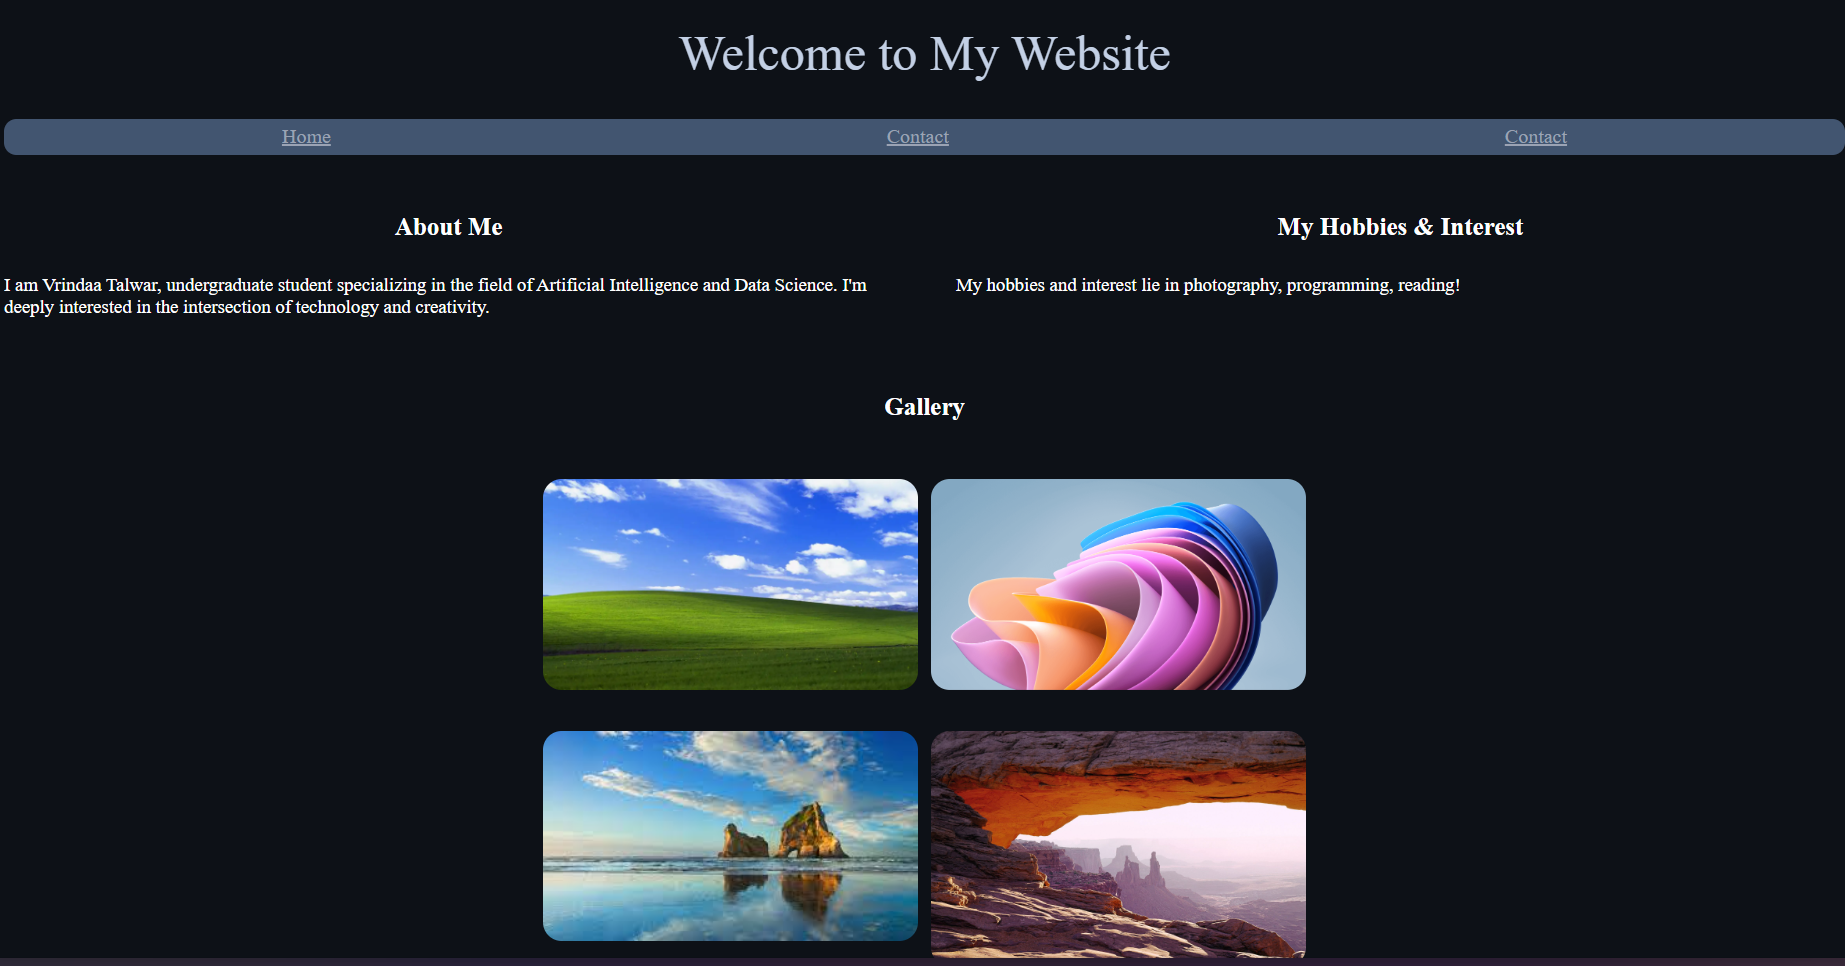 Welcome to My Website
Home
Contact
Contact
About Me
I am Vrindaa Talwar, undergraduate student specializing in the field of Artificial Intelligence and Data Science. I'm
deeply interested in the intersection of technology and creativity.
My Hobbies & Interest
My hobbies and interest lie in photography, programming, reading!
Gallery